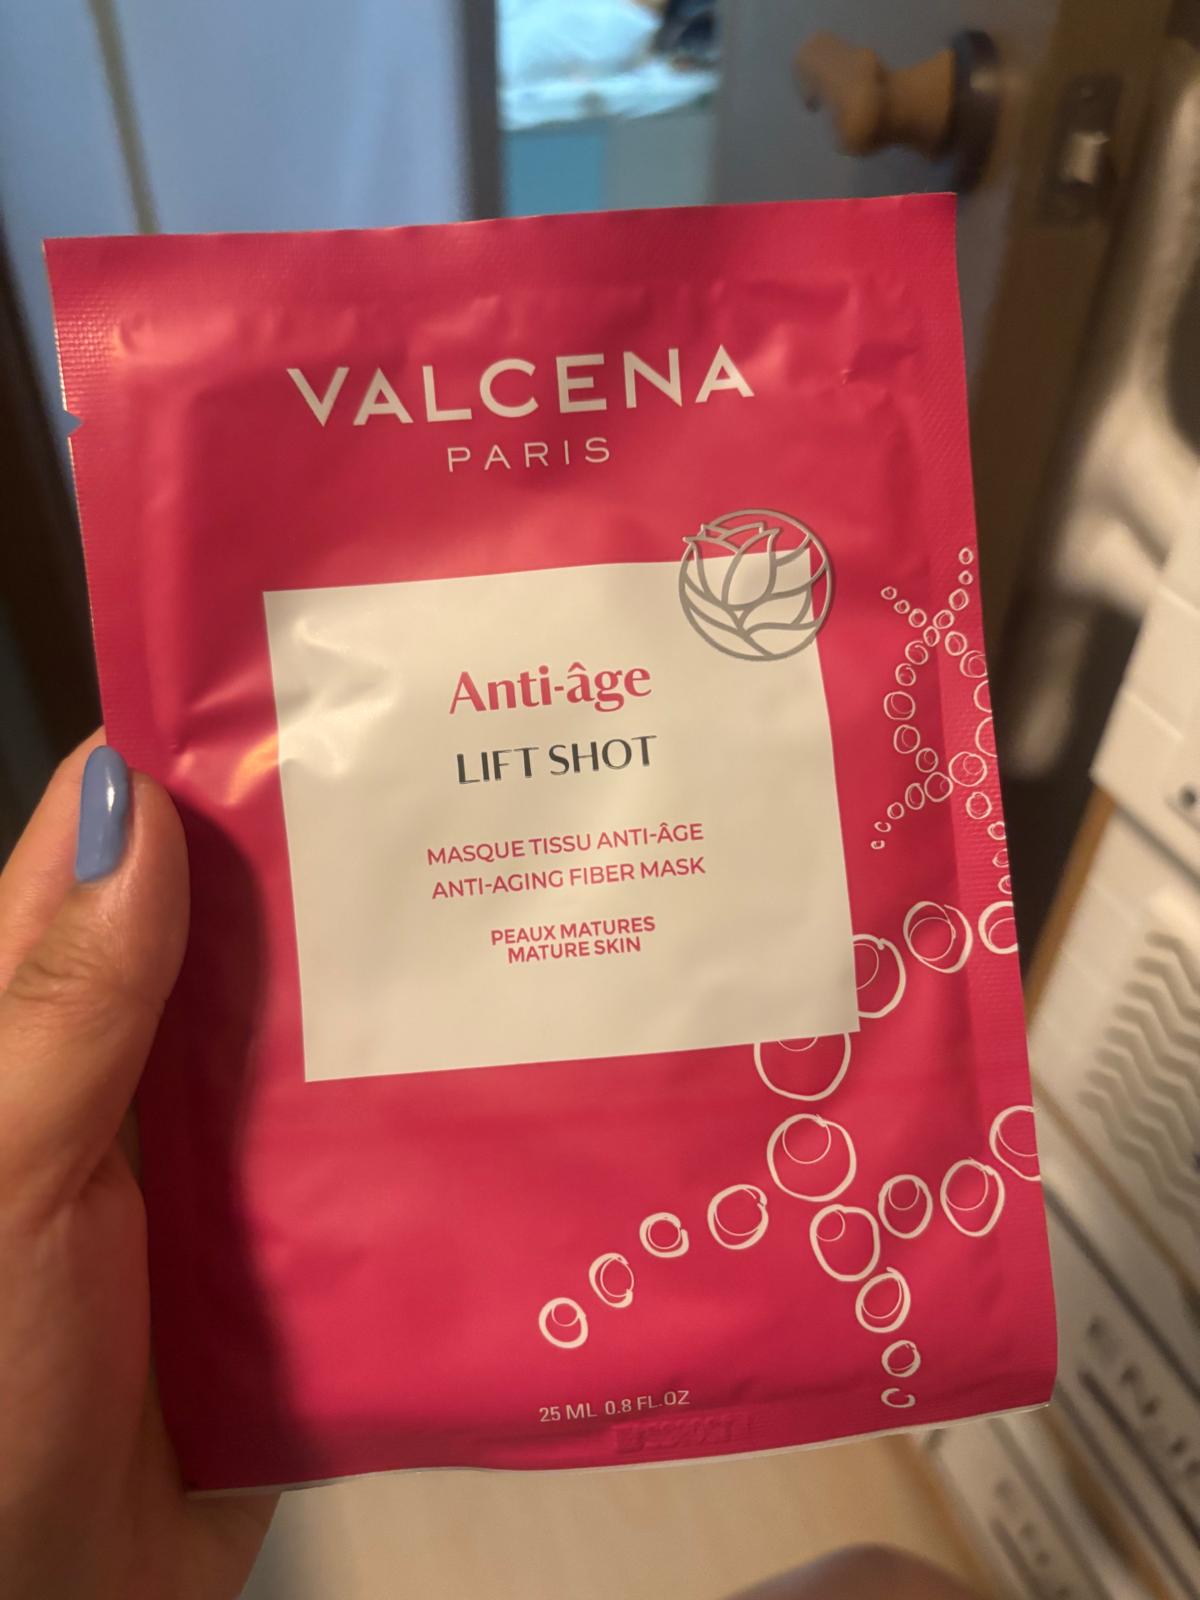 VALCENA
PARIS
Anti-âge
LIFT SHOT
MASQUE TISSU ANTI-ÂGE
ANTI-AGING FIBER MASK
PEAUX MATURES
MATURE SKIN
25 ML 0.8 FL.OZ